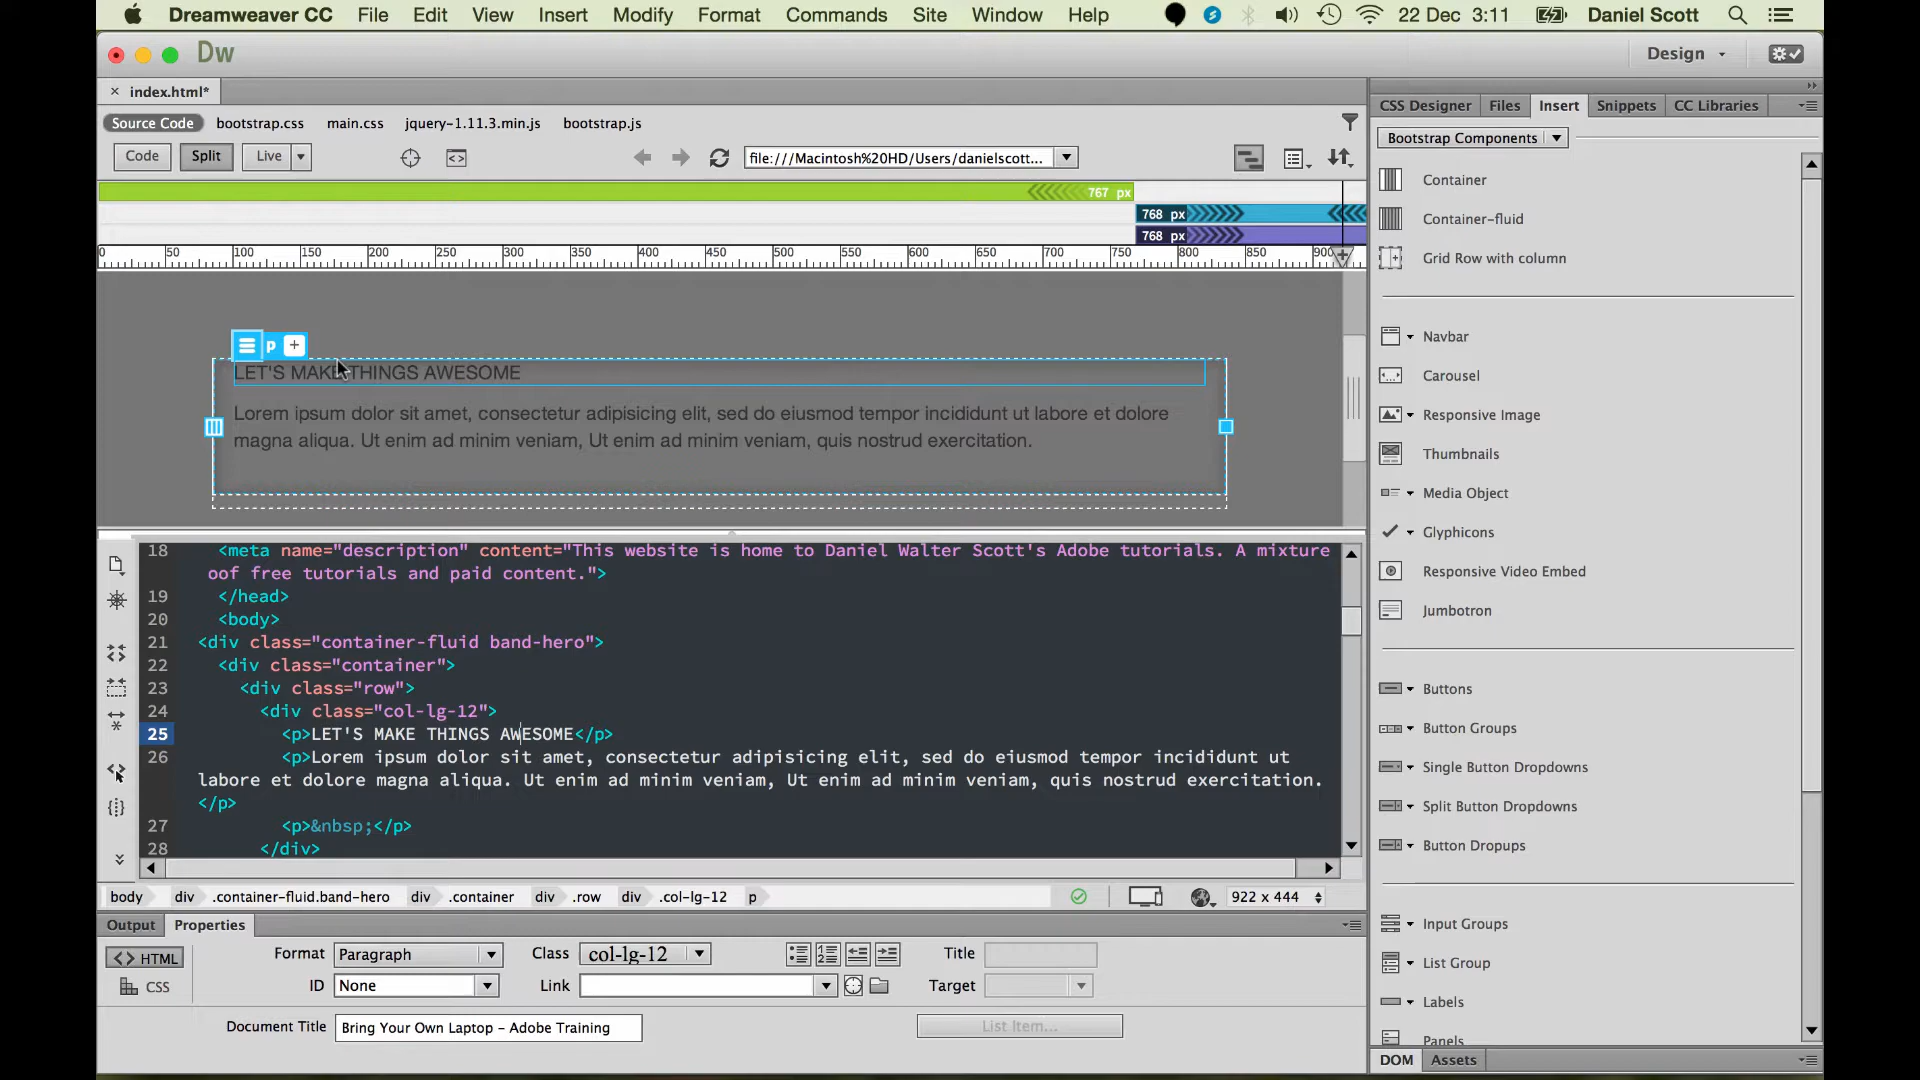 Dreamweaver CC File Edit View Insert Modify Format Commands Site Window Help 22 Dec 3:11 Daniel Scott
Dw Design
index.html*
Source Code bootstrap.css main.css jquery-1.11.3.min.js bootstrap.js
Code Split Live file:///Macintosh%20HD/Users/danielscott...
767 px
768 px
768 px
0 50 100 150 200 250 300 350 400 450 500 550 600 650 700 750 800 850 900
p +
LET'S MAKE THINGS AWESOME
Lorem ipsum dolor sit amet, consectetur adipisicing elit, sed do eiusmod tempor incididunt ut labore et dolore
magna aliqua. Ut enim ad minim veniam, Ut enim ad minim veniam, quis nostrud exercitation.
18 <meta name="description" content="This website is home to Daniel Walter Scott's Adobe tutorials. A mixture
oof free tutorials and paid content.">
19 </head>
20 <body>
21 <div class="container-fluid band-hero">
22 <div class="container">
23 <div class="row">
24 <div class="col-lg-12">
25 <p>LET'S MAKE THINGS AWESOME</p>
26 <p>Lorem ipsum dolor sit amet, consectetur adipisicing elit, sed do eiusmod tempor incididunt ut
labore et dolore magna aliqua. Ut enim ad minim veniam, Ut enim ad minim veniam, quis nostrud exercitation.
</p>
27 <p>&nbsp;</p>
28 </div>
body div .container-fluid.band-hero div .container div .row div .col-lg-12 p 922 x 444
Output Properties
<> HTML Format Paragraph Class col-lg-12 Title
CSS ID None Link Target
Document Title Bring Your Own Laptop – Adobe Training List Item...
CSS Designer Files Insert Snippets CC Libraries
Bootstrap Components
Container
Container-fluid
Grid Row with column
Navbar
Carousel
Responsive Image
Thumbnails
Media Object
Glyphicons
Responsive Video Embed
Jumbotron
Buttons
Button Groups
Single Button Dropdowns
Split Button Dropdowns
Button Dropups
Input Groups
List Group
Labels
Panels
DOM Assets